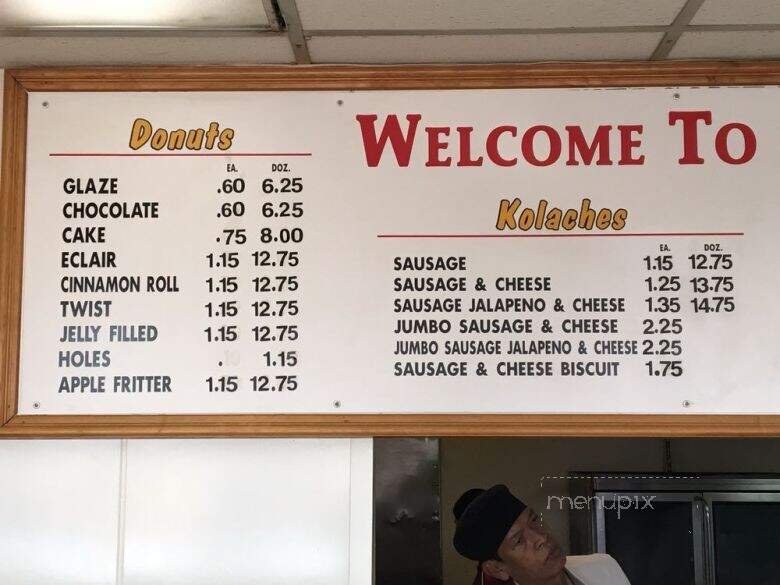 Donuts
EA. DOZ.
GLAZE .60 6.25
CHOCOLATE .60 6.25
CAKE .75 8.00
ECLAIR 1.15 12.75
CINNAMON ROLL 1.15 12.75
TWIST 1.15 12.75
JELLY FILLED 1.15 12.75
HOLES . 1.15
APPLE FRITTER 1.15 12.75
WELCOME TO
Kolaches
EA. DOZ.
SAUSAGE 1.15 12.75
SAUSAGE & CHEESE 1.25 13.75
SAUSAGE JALAPENO & CHEESE 1.35 14.75
JUMBO SAUSAGE & CHEESE 2.25
JUMBO SAUSAGE JALAPENO & CHEESE 2.25
SAUSAGE & CHEESE BISCUIT 1.75
menupix